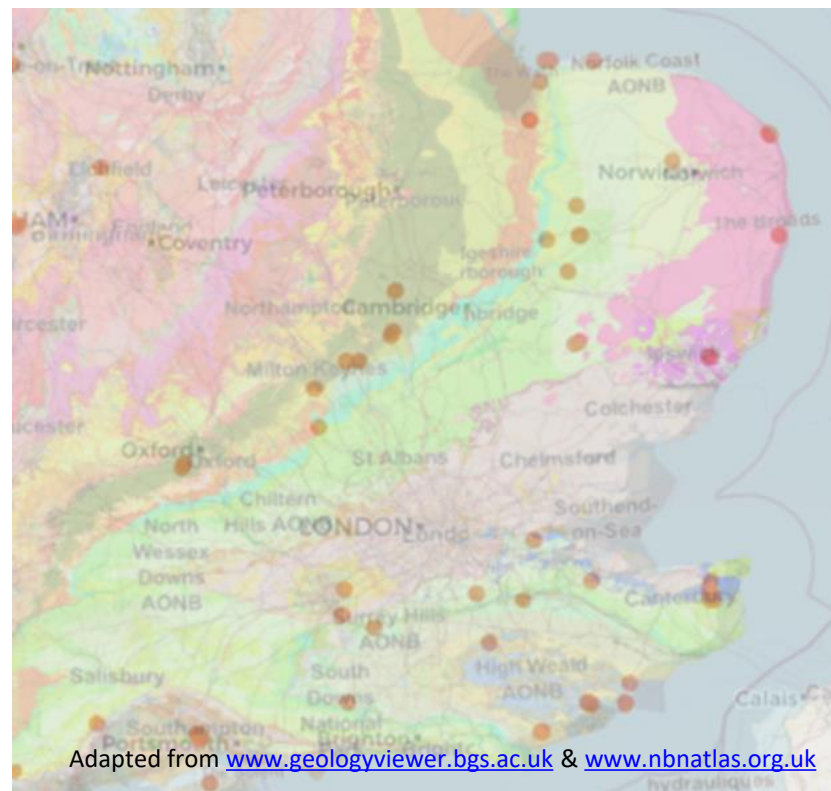 Norfolk Coast
Nottingham
AONB
Derby
Norwich
Peterborough
The Broads
Coventry
Northampton
Cambridge
Milton Keynes
Ipswich
Colchester
Oxford
St Albans
Chelmsford
Chiltern
Southend-
North
Hills AONB
LONDON
on-Sea
Wessex
Downs
AONB
Canterbury
Surrey Hills
AONB
Salisbury
South
High Weald
Downs
AONB
Calais
National
Southampton
Portsmouth
Brighton
Adapted from www.geologyviewer.bgs.ac.uk & www.nbnatlas.org.uk
hydrauliques